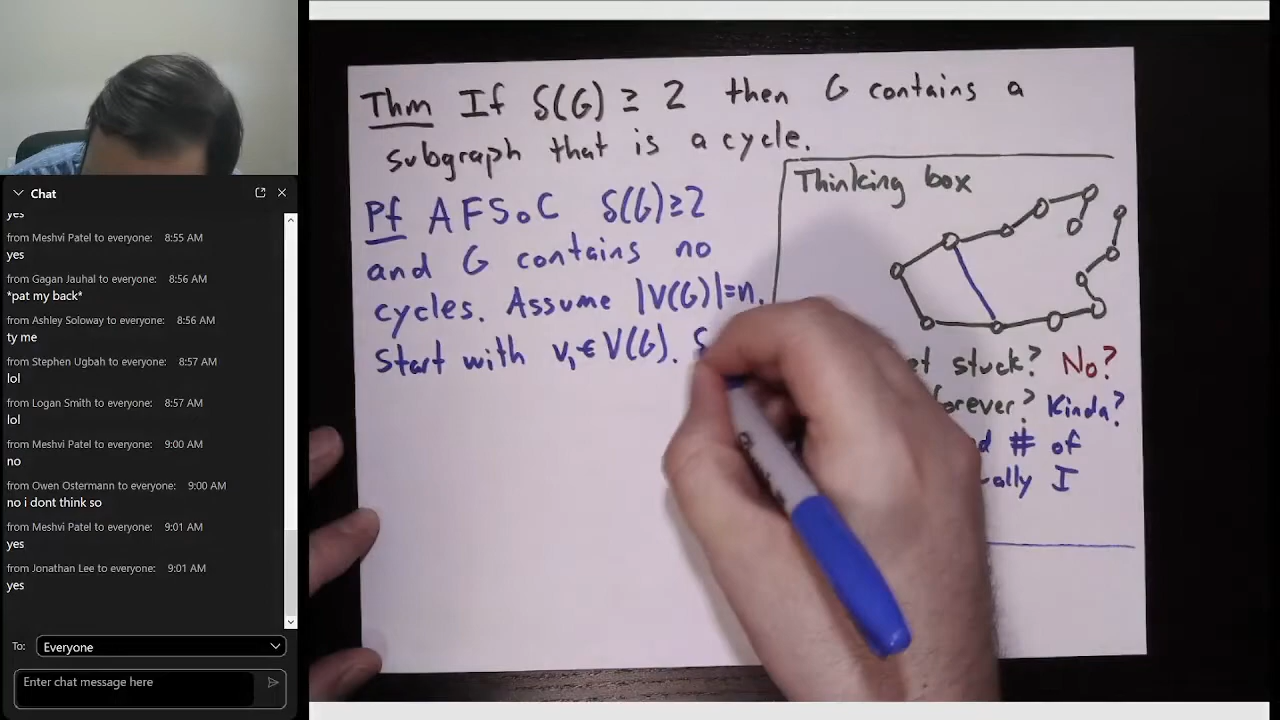 Chat
yes
from Meshvi Patel to everyone: 8:55 AM
yes
from Gagan Jauhal to everyone: 8:56 AM
*pat my back*
from Ashley Soloway to everyone: 8:56 AM
ty me
from Stephen Ugbah to everyone: 8:57 AM
lol
from Logan Smith to everyone: 8:57 AM
lol
from Meshvi Patel to everyone: 9:00 AM
no
from Owen Ostermann to everyone: 9:00 AM
no i dont think so
from Meshvi Patel to everyone: 9:01 AM
yes
from Jonathan Lee to everyone: 9:01 AM
yes
To: Everyone
Enter chat message here
Thm If δ(G) ≥ 2 then G contains a
subgraph that is a cycle.
Pf AFSoC δ(G)≥2
and G contains no
cycles. Assume |V(G)|=n.
Start with v₁∈V(G).
Thinking box
stuck? No?
forever? Kinda?
# of
I